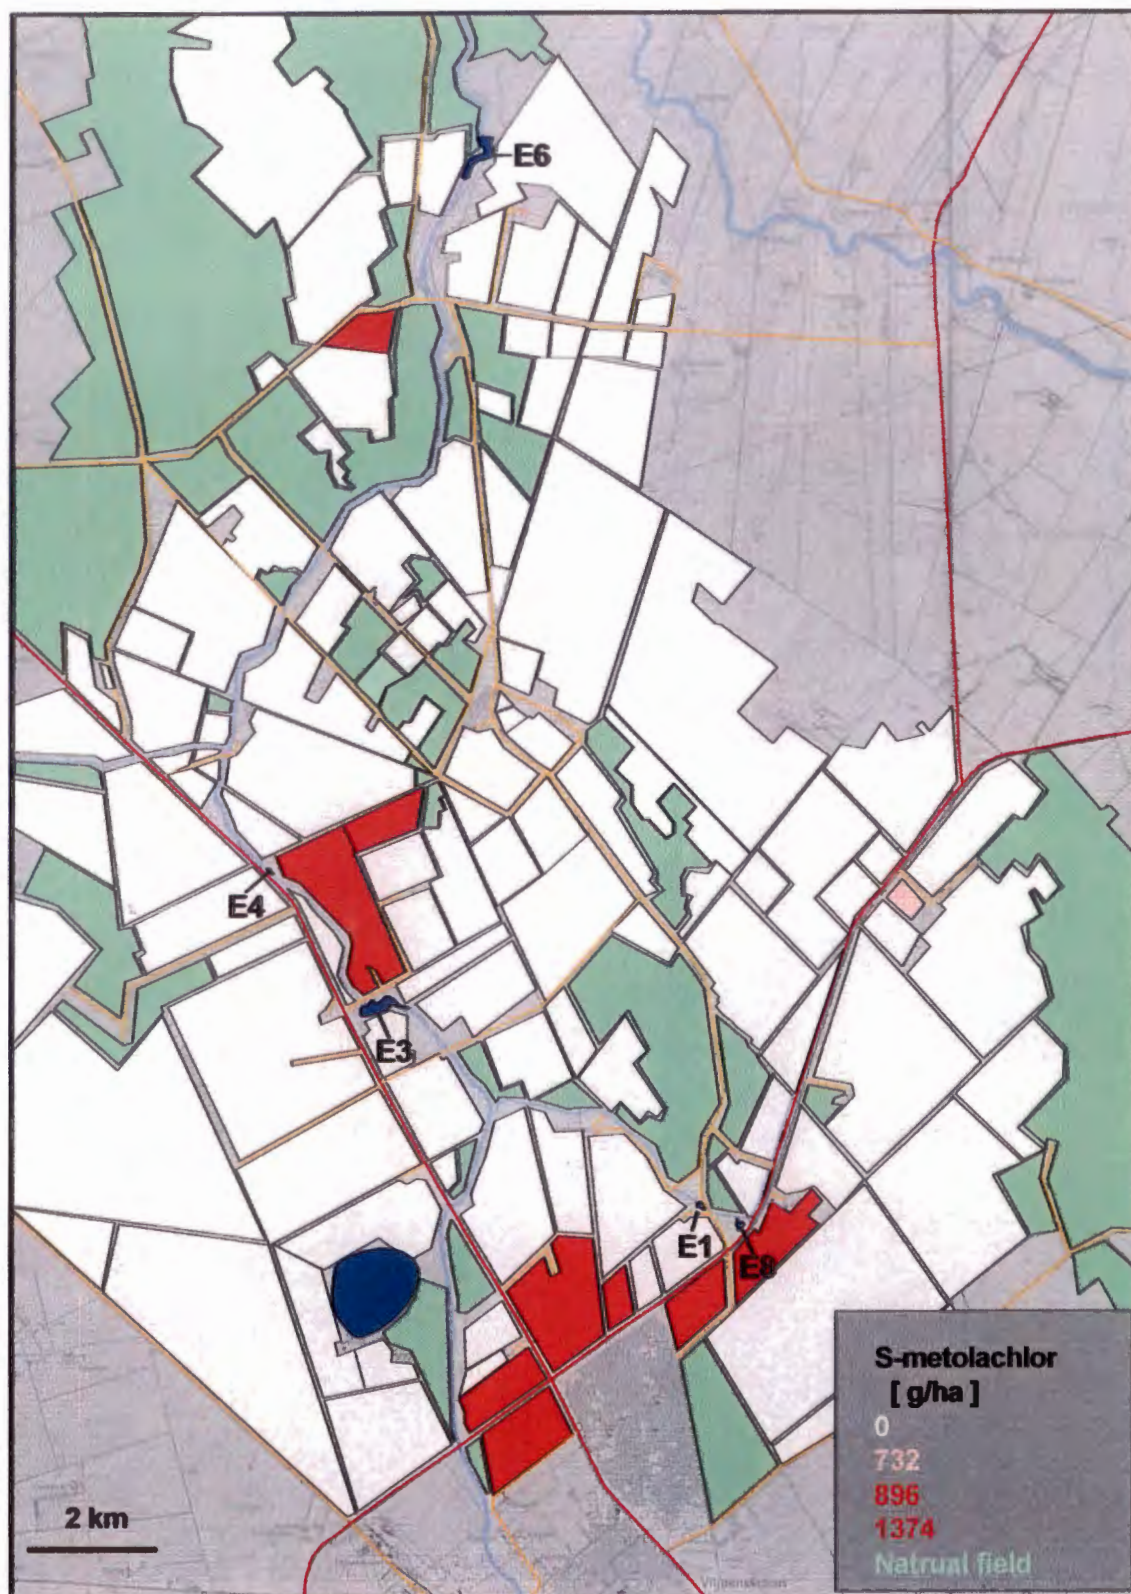 E6
E4
E3
E1
E8
S-metolachlor
[ g/ha ]
0
732
896
1374
Natrual field
2 km